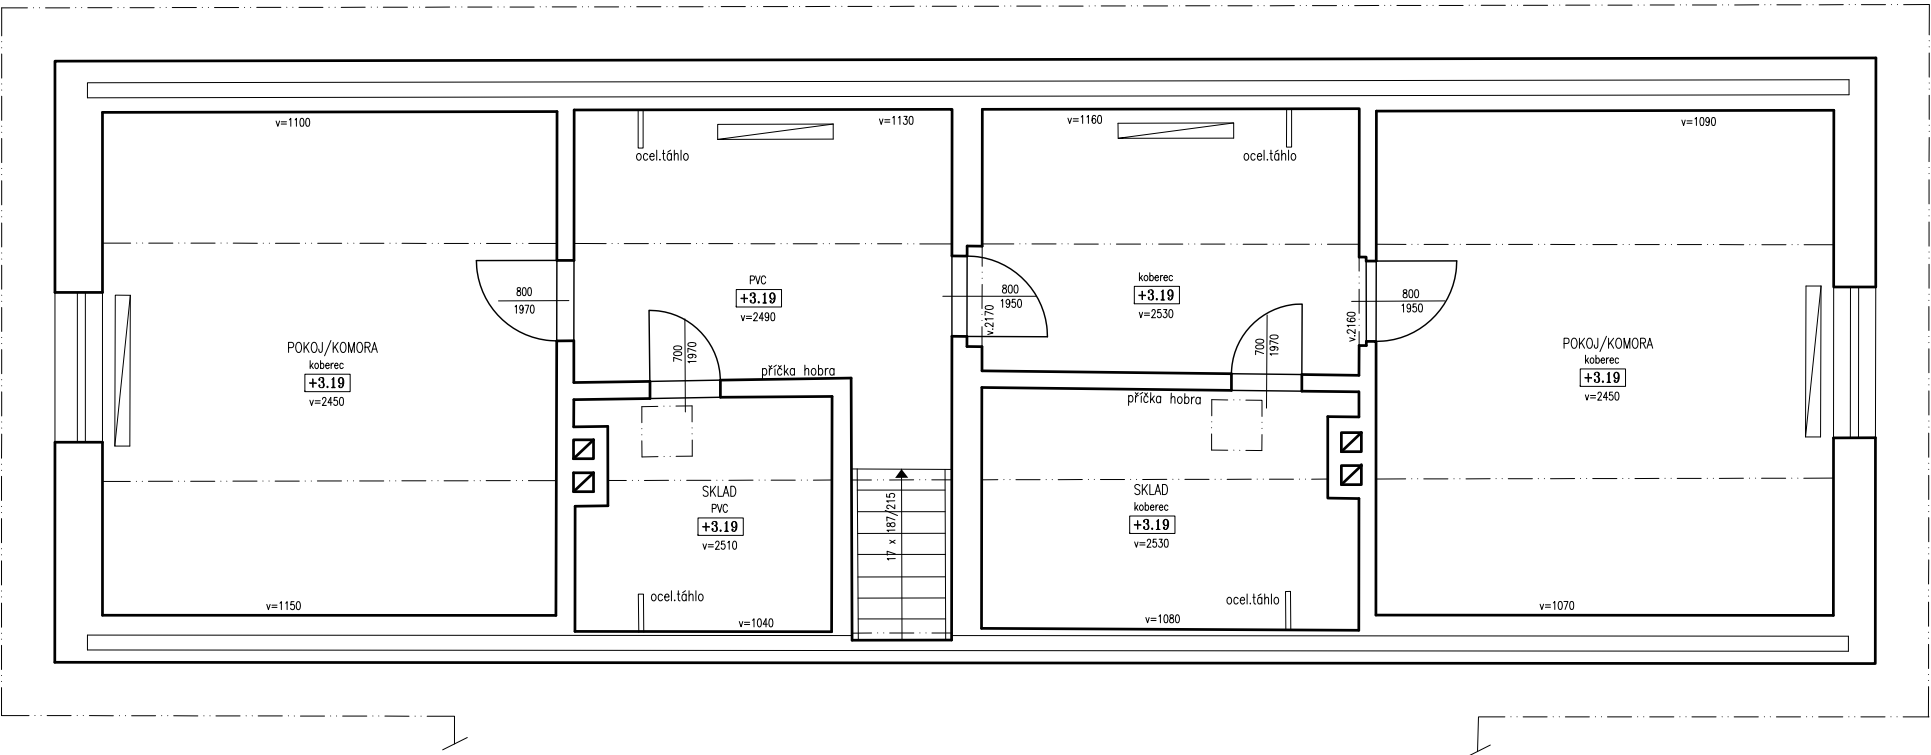 v=1100
v=1130
v=1160
v=1090
ocel.táhlo
ocel.táhlo
800
1970
PVC
+3.19
v=2490
800
1950
v.2170
koberec
+3.19
v=2530
800
1950
v.2160
700
1970
700
1970
POKOJ/KOMORA
koberec
+3.19
v=2450
POKOJ/KOMORA
koberec
+3.19
v=2450
příčka hobra
příčka hobra
SKLAD
PVC
+3.19
v=2510
17 x 187/215
SKLAD
koberec
+3.19
v=2530
ocel.táhlo
ocel.táhlo
v=1150
v=1040
v=1080
v=1070